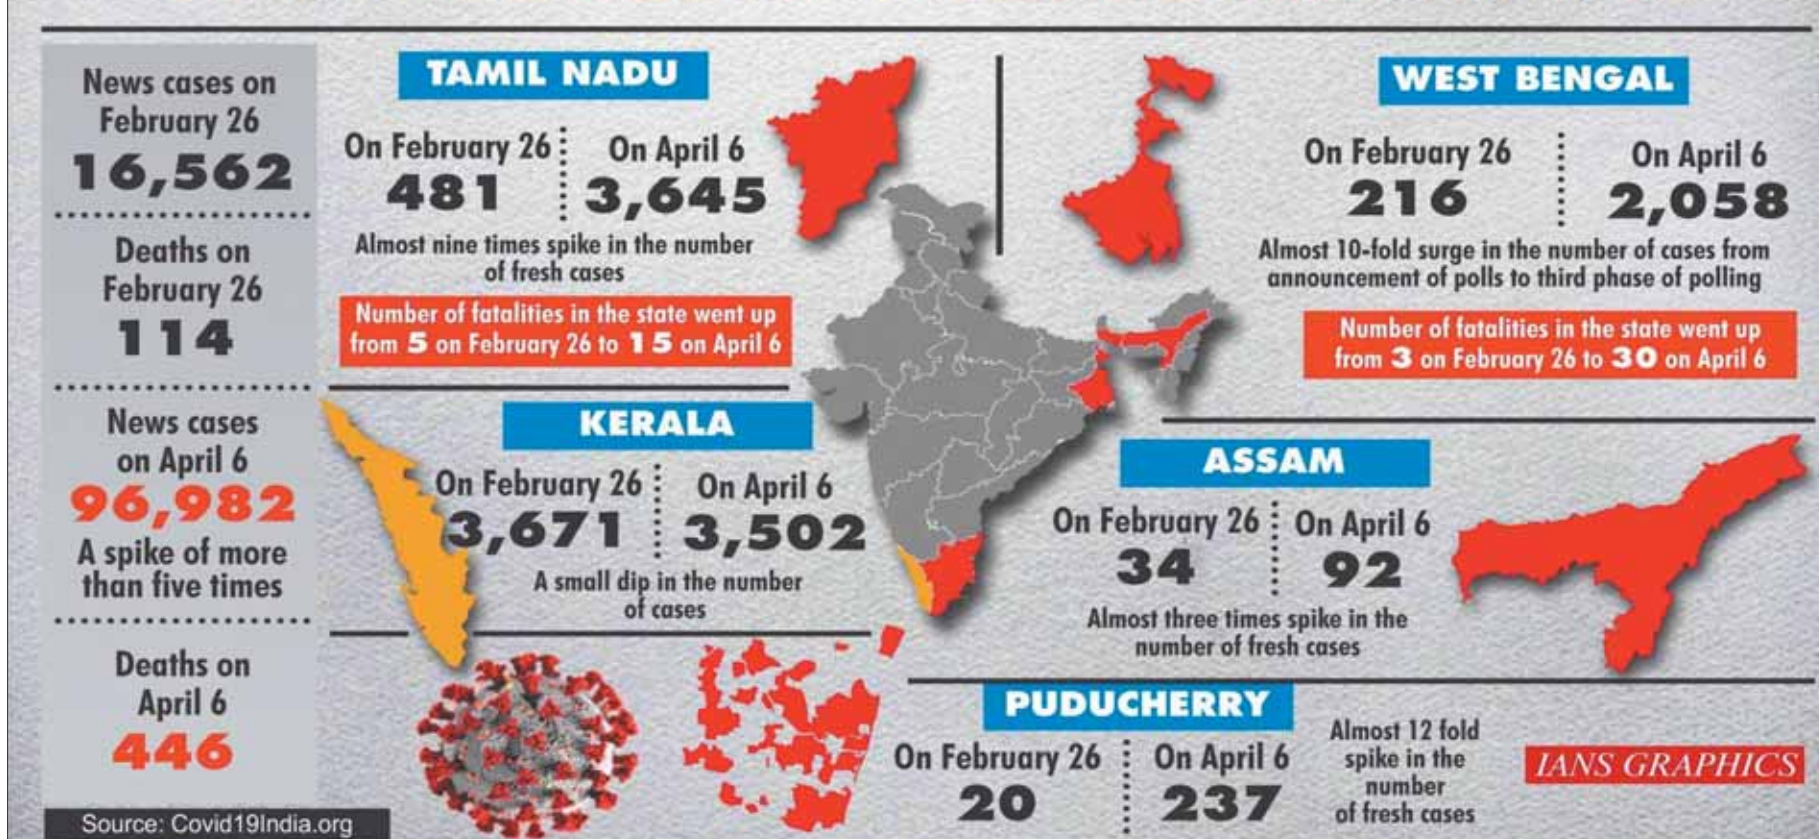 News cases on
February 26
16,562
Deaths on
February 26
114
News cases
on April 6
96,982
A spike of more
than five times
Deaths on
April 6
446
Source: Covid19India.org
TAMIL NADU
On February 26
481
On April 6
3,645
Almost nine times spike in the number
of fresh cases
Number of fatalities in the state went up
from 5 on February 26 to 15 on April 6
WEST BENGAL
On February 26
216
On April 6
2,058
Almost 10-fold surge in the number of cases from
announcement of polls to third phase of polling
Number of fatalities in the state went up
from 3 on February 26 to 30 on April 6
KERALA
On February 26
3,671
On April 6
3,502
A small dip in the number
of cases
ASSAM
On February 26
34
On April 6
92
Almost three times spike in the
number of fresh cases
PUDUCHERRY
On February 26
20
On April 6
237
Almost 12 fold
spike in the
number
of fresh cases
IANS GRAPHICS